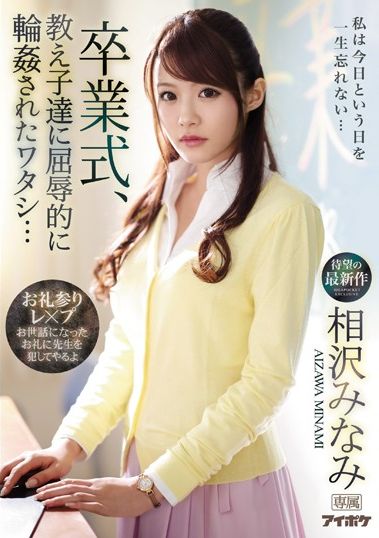 私は今日という日を
一生忘れない…
卒業式、
教え子達に屈辱的に
輪姦されたワタシ…
お礼参り
レ×プ
お世話になった
お礼に先生を
犯してやるよ
待望の
最新作
IDEAPOCKET
EXCLUSIVE
相沢みなみ
AIZAWA MINAMI
専属
アイポケ